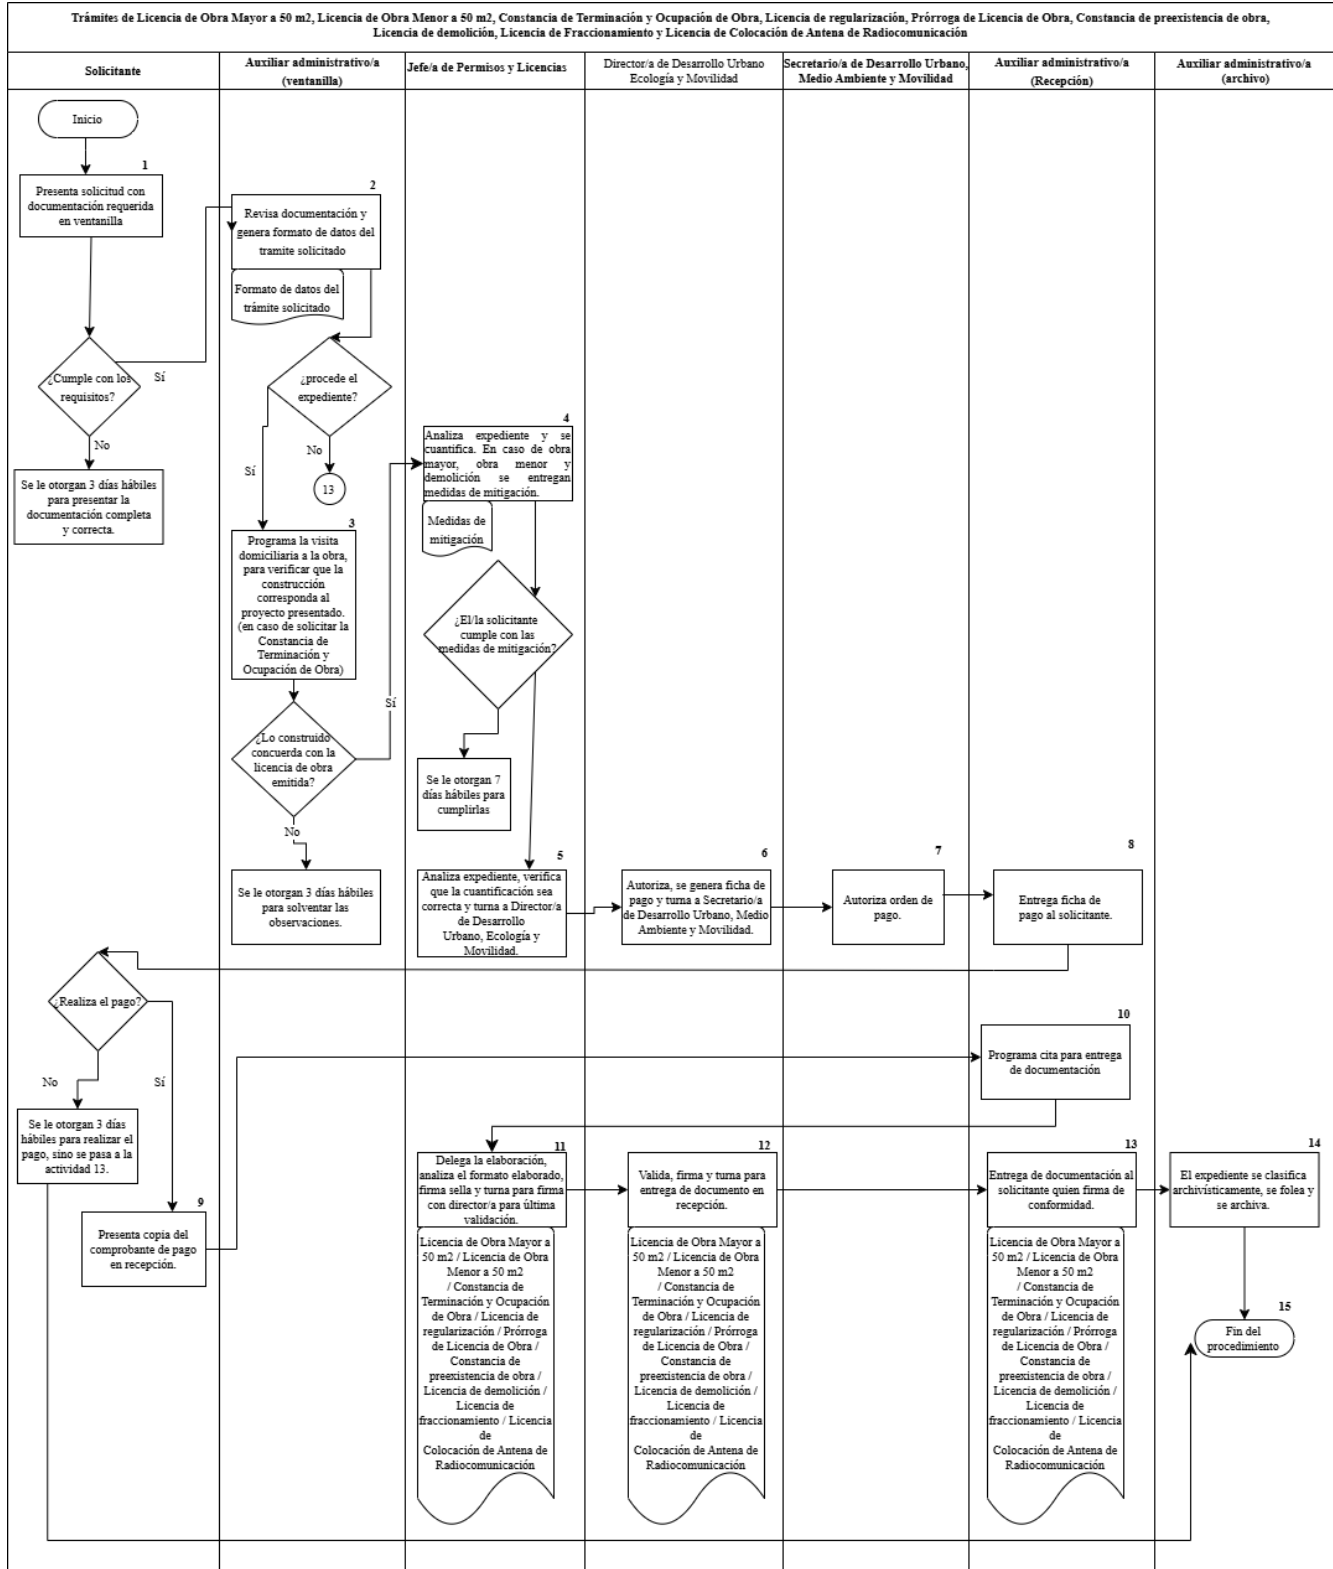 Trámites de Licencia de Obra Mayor a 50 m2, Licencia de Obra Menor a 50 m2, Constancia de Terminación y Ocupación de Obra, Licencia de regularización, Prórroga de Licencia de Obra, Constancia de preexistencia de obra,
Licencia de demolición, Licencia de Fraccionamiento y Licencia de Colocación de Antena de Radiocomunicación
Solicitante
Auxiliar administrativo/a
(ventanilla)
Jefe/a de Permisos y Licencias
Director/a de Desarrollo Urbano
Ecología y Movilidad
Secretario/a de Desarrollo Urbano,
Medio Ambiente y Movilidad
Auxiliar administrativo/a
(Recepción)
Auxiliar administrativo/a
(archivo)
Inicio
1
Presenta solicitud con
documentación requerida
en ventanilla
2
Revisa documentación y
genera formato de datos del
tramite solicitado
Formato de datos del
trámite solicitado
¿Cumple con los
requisitos?
Sí
No
Se le otorgan 3 días hábiles
para presentar la
documentación completa
y correcta.
¿procede el
expediente?
No
13
Sí
3
Programa la visita
domiciliaria a la obra,
para verificar que la
construcción
corresponda al
proyecto presentado.
(en caso de solicitar la
Constancia de
Terminación y
Ocupación de Obra)
¿Lo construido
concuerda con la
licencia de obra
emitida?
Sí
No
Se le otorgan 3 días hábiles
para solventar las
observaciones.
4
Analiza expediente y se
cuantifica. En caso de obra
mayor, obra menor y
demolición se entregan
medidas de mitigación.
Medidas de
mitigación
¿El/la solicitante
cumple con las
medidas de mitigación?
Se le otorgan 7
días hábiles para
cumplirlas
5
Analiza expediente, verifica
que la cuantificación sea
correcta y turna a Director/a
de Desarrollo
Urbano, Ecología y
Movilidad.
6
Autoriza, se genera ficha de
pago y turna a Secretario/a
de Desarrollo Urbano, Medio
Ambiente y Movilidad.
7
Autoriza orden de
pago.
8
Entrega ficha de
pago al solicitante.
¿Realiza el pago?
No
Sí
Se le otorgan 3 días
hábiles para realizar el
pago, sino se pasa a la
actividad 13.
9
Presenta copia del
comprobante de pago
en recepción.
10
Programa cita para entrega
de documentación
11
Delega la elaboración,
analiza el formato elaborado,
firma sella y turna para firma
con director/a para última
validación.
Licencia de Obra Mayor a
50 m2 / Licencia de Obra
Menor a 50 m2
/ Constancia de
Terminación y Ocupación
de Obra / Licencia de
regularización / Prórroga
de Licencia de Obra /
Constancia de
preexistencia de obra /
Licencia de demolición /
Licencia de
fraccionamiento / Licencia
de
Colocación de Antena de
Radiocomunicación
12
Valida, firma y turna para
entrega de documento en
recepción.
Licencia de Obra Mayor a
50 m2 / Licencia de Obra
Menor a 50 m2
/ Constancia de
Terminación y Ocupación
de Obra / Licencia de
regularización / Prórroga
de Licencia de Obra /
Constancia de
preexistencia de obra /
Licencia de demolición /
Licencia de
fraccionamiento / Licencia
de
Colocación de Antena de
Radiocomunicación
13
Entrega de documentación al
solicitante quien firma de
conformidad.
Licencia de Obra Mayor a
50 m2 / Licencia de Obra
Menor a 50 m2
/ Constancia de
Terminación y Ocupación
de Obra / Licencia de
regularización / Prórroga
de Licencia de Obra /
Constancia de
preexistencia de obra /
Licencia de demolición /
Licencia de
fraccionamiento / Licencia
de
Colocación de Antena de
Radiocomunicación
14
El expediente se clasifica
archivísticamente, se folea y
se archiva.
15
Fin del
procedimiento